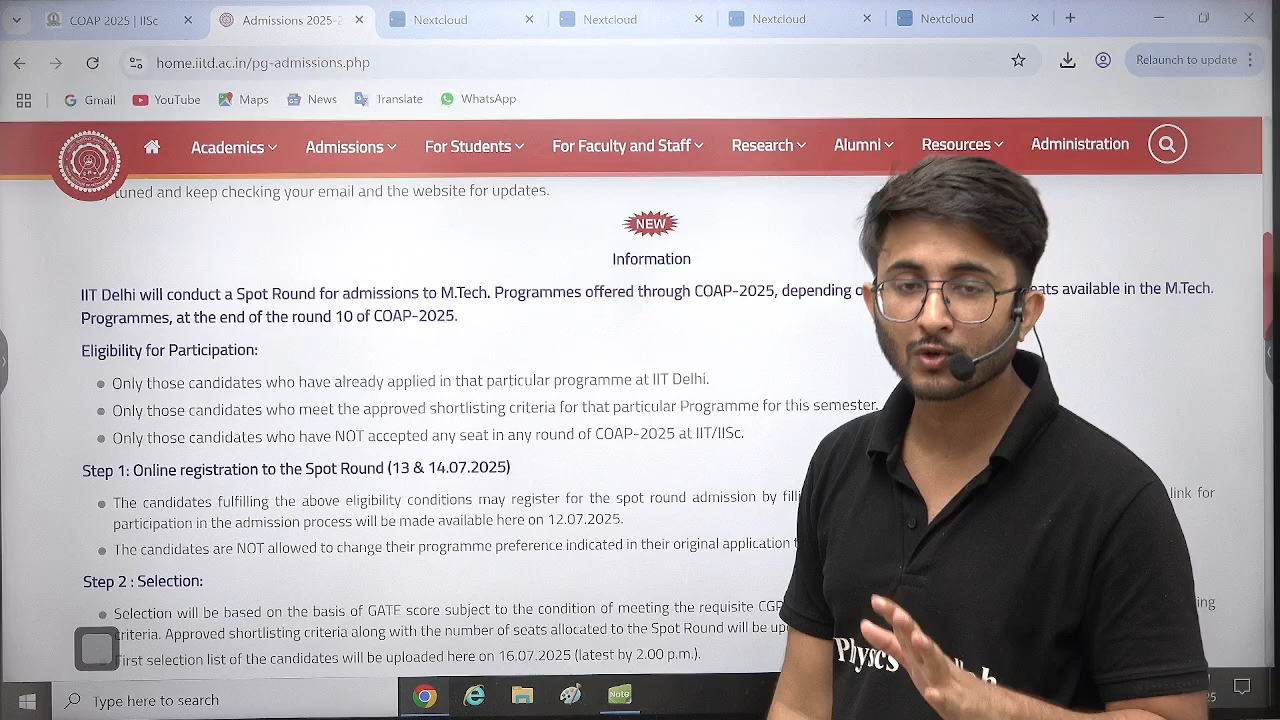 COAP 2025 | IISc
Admissions 2025-2
Nextcloud
Nextcloud
Nextcloud
Nextcloud
home.iitd.ac.in/pg-admissions.php
Relaunch to update
Gmail
YouTube
Maps
News
Translate
WhatsApp
Academics
Admissions
For Students
For Faculty and Staff
Research
Alumni
Resources
Administration
tuned and keep checking your email and the website for updates.
NEW
Information
IIT Delhi will conduct a Spot Round for admissions to M.Tech. Programmes offered through COAP-2025, depending available in the M.Tech.
Programmes, at the end of the round 10 of COAP-2025.
Eligibility for Participation:
Only those candidates who have already applied in that particular programme at IIT Delhi.
Only those candidates who meet the approved shortlisting criteria for that particular Programme for this semester.
Only those candidates who have NOT accepted any seat in any round of COAP-2025 at IIT/IISc.
Step 1: Online registration to the Spot Round (13 & 14.07.2025)
The candidates fulfilling the above eligibility conditions may register for the spot round admission by link for
participation in the admission process will be made available here on 12.07.2025.
The candidates are NOT allowed to change their programme preference indicated in their original application
Step 2 : Selection:
Selection will be based on the basis of GATE score subject to the condition of meeting the requisite
criteria. Approved shortlisting criteria along with the number of seats allocated to the Spot Round will be
First selection list of the candidates will be uploaded here on 16.07.2025 (latest by 2.00 p.m.).
Type here to search
Note